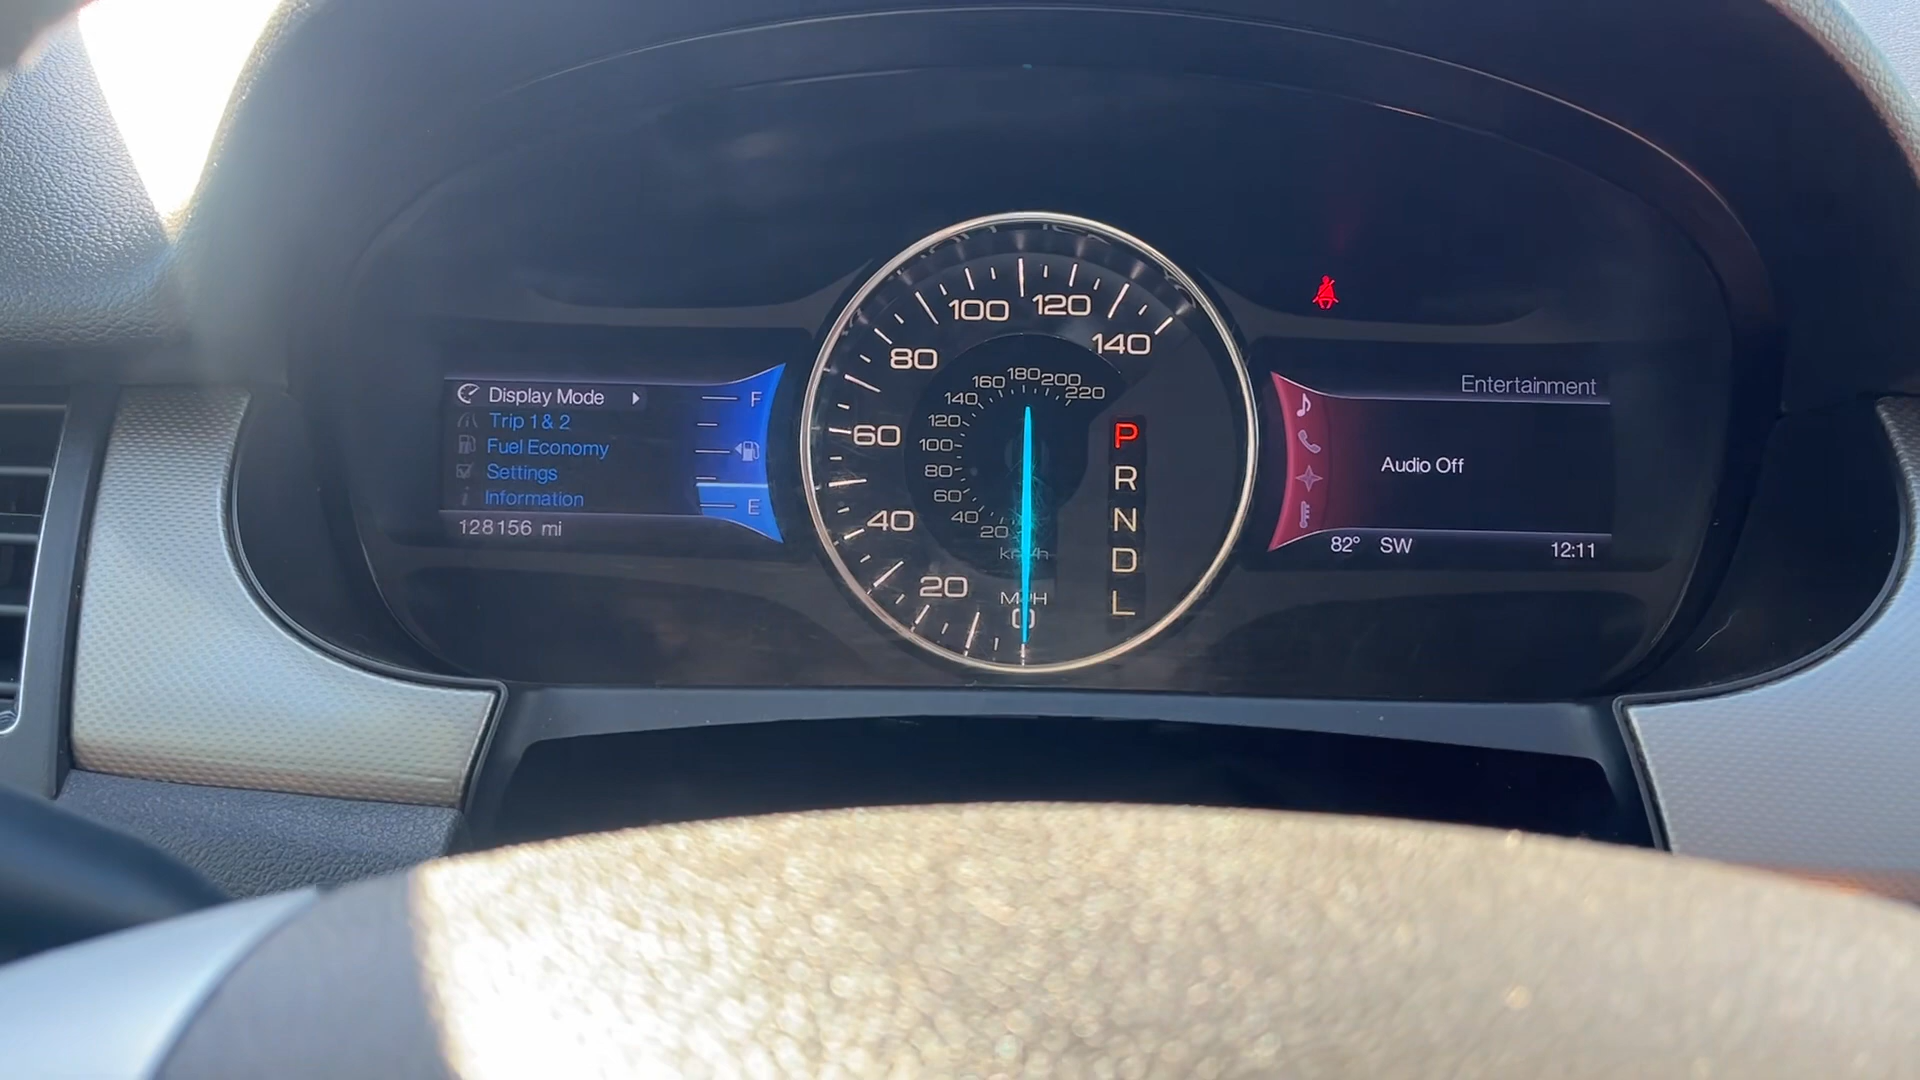 Display Mode
Trip 1 & 2
Fuel Economy
Settings
Information
128156 mi
F
E
0
20
40
60
80
100
120
140
MPH
20
40
60
80
100
120
140
160
180
200
220
km/h
P
R
N
D
L
Entertainment
Audio Off
82° SW 12:11